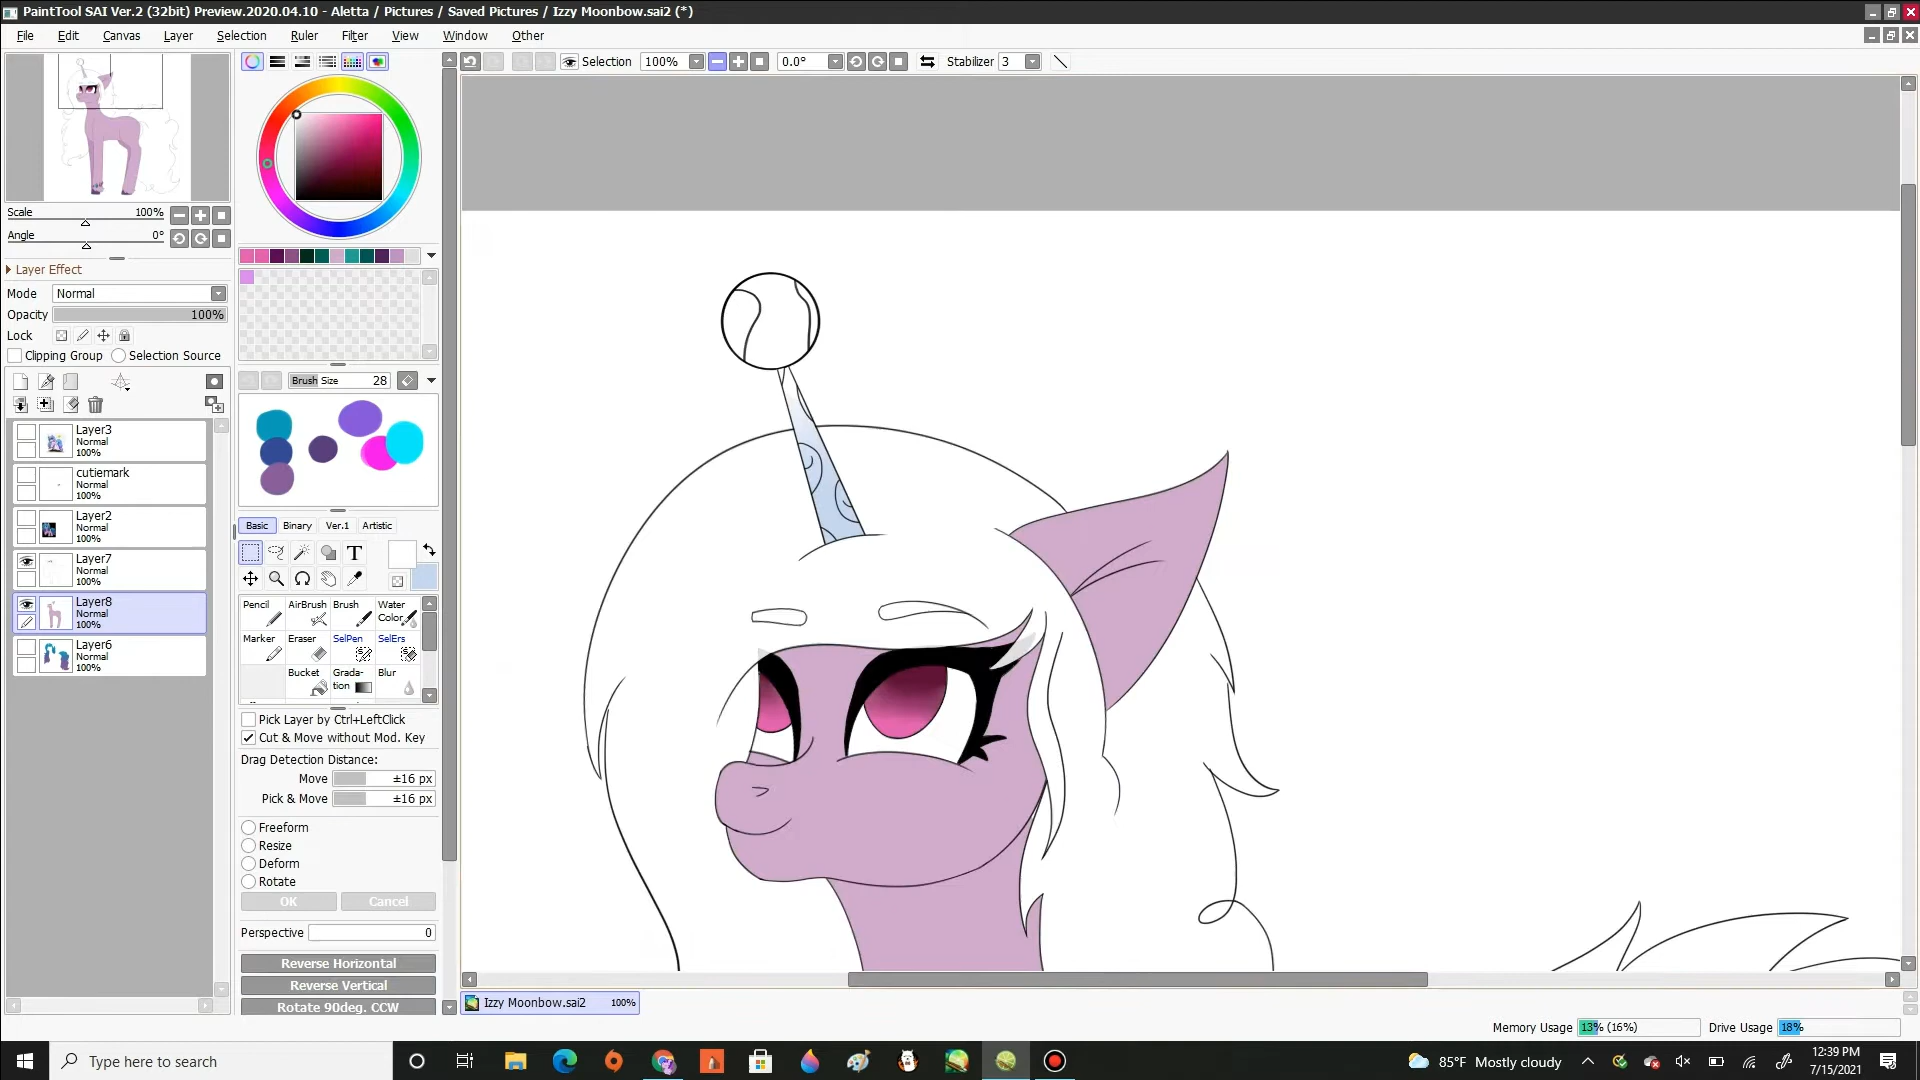 PaintTool SAI Ver.2 (32bit) Preview.2020.04.10 - Aletta / Pictures / Saved Pictures / Izzy Moonbow.sai2 (*)
File Edit Canvas Layer Selection Ruler Filter View Window Other
Selection 100% 0.0° Stabilizer 3
Scale 100%
Angle 0°
Layer Effect
Mode Normal
Opacity 100%
Lock
Clipping Group Selection Source
Layer3
Normal
100%
cutiemark
Normal
100%
Layer2
Normal
100%
Layer7
Normal
100%
Layer8
Normal
100%
Layer6
Normal
100%
Brush Size 28
Basic Binary Ver.1 Artistic
T
Pencil AirBrush Brush Water Color
Marker Eraser SelPen SelErs
Bucket Grada-tion Blur
Pick Layer by Ctrl+LeftClick
Cut & Move without Mod. Key
Drag Detection Distance:
Move ±16 px
Pick & Move ±16 px
Freeform
Resize
Deform
Rotate
OK Cancel
Perspective 0
Reverse Horizontal
Reverse Vertical
Rotate 90deg. CCW
Izzy Moonbow.sai2 100%
Memory Usage 13% (16%) Drive Usage 18%
Type here to search
85°F Mostly cloudy
12:39 PM
7/15/2021